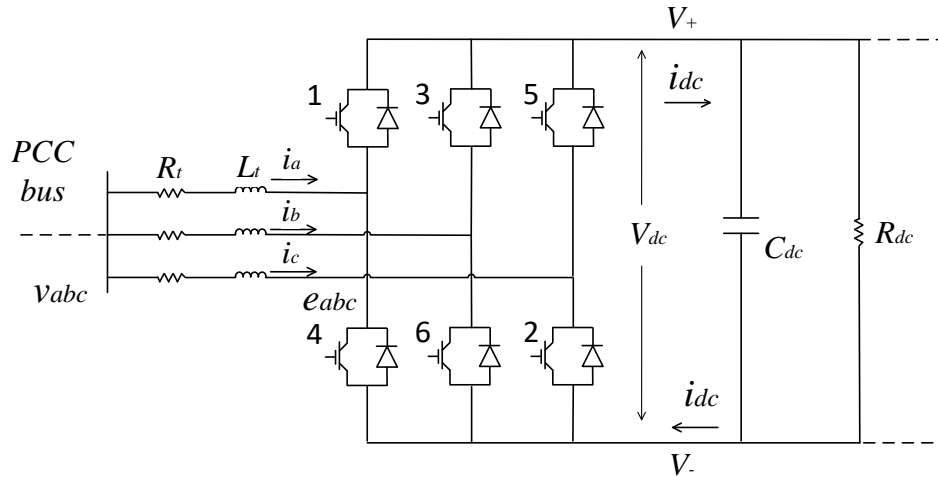 V+
1
3
5
idc
PCC
bus
Rt
Lt
ia
ib
ic
Vdc
Cdc
Rdc
vabc
eabc
4
6
2
idc
V-